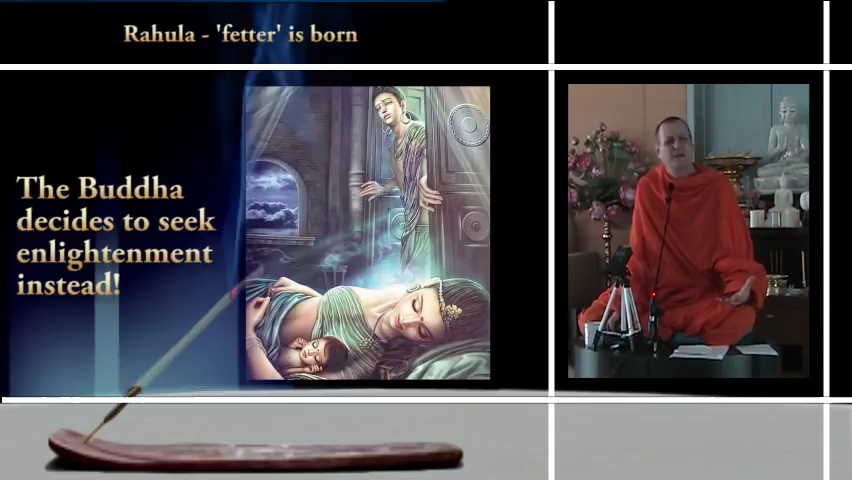 Rahula - 'fetter' is born
The Buddha
decides to seek
enlightenment
instead!